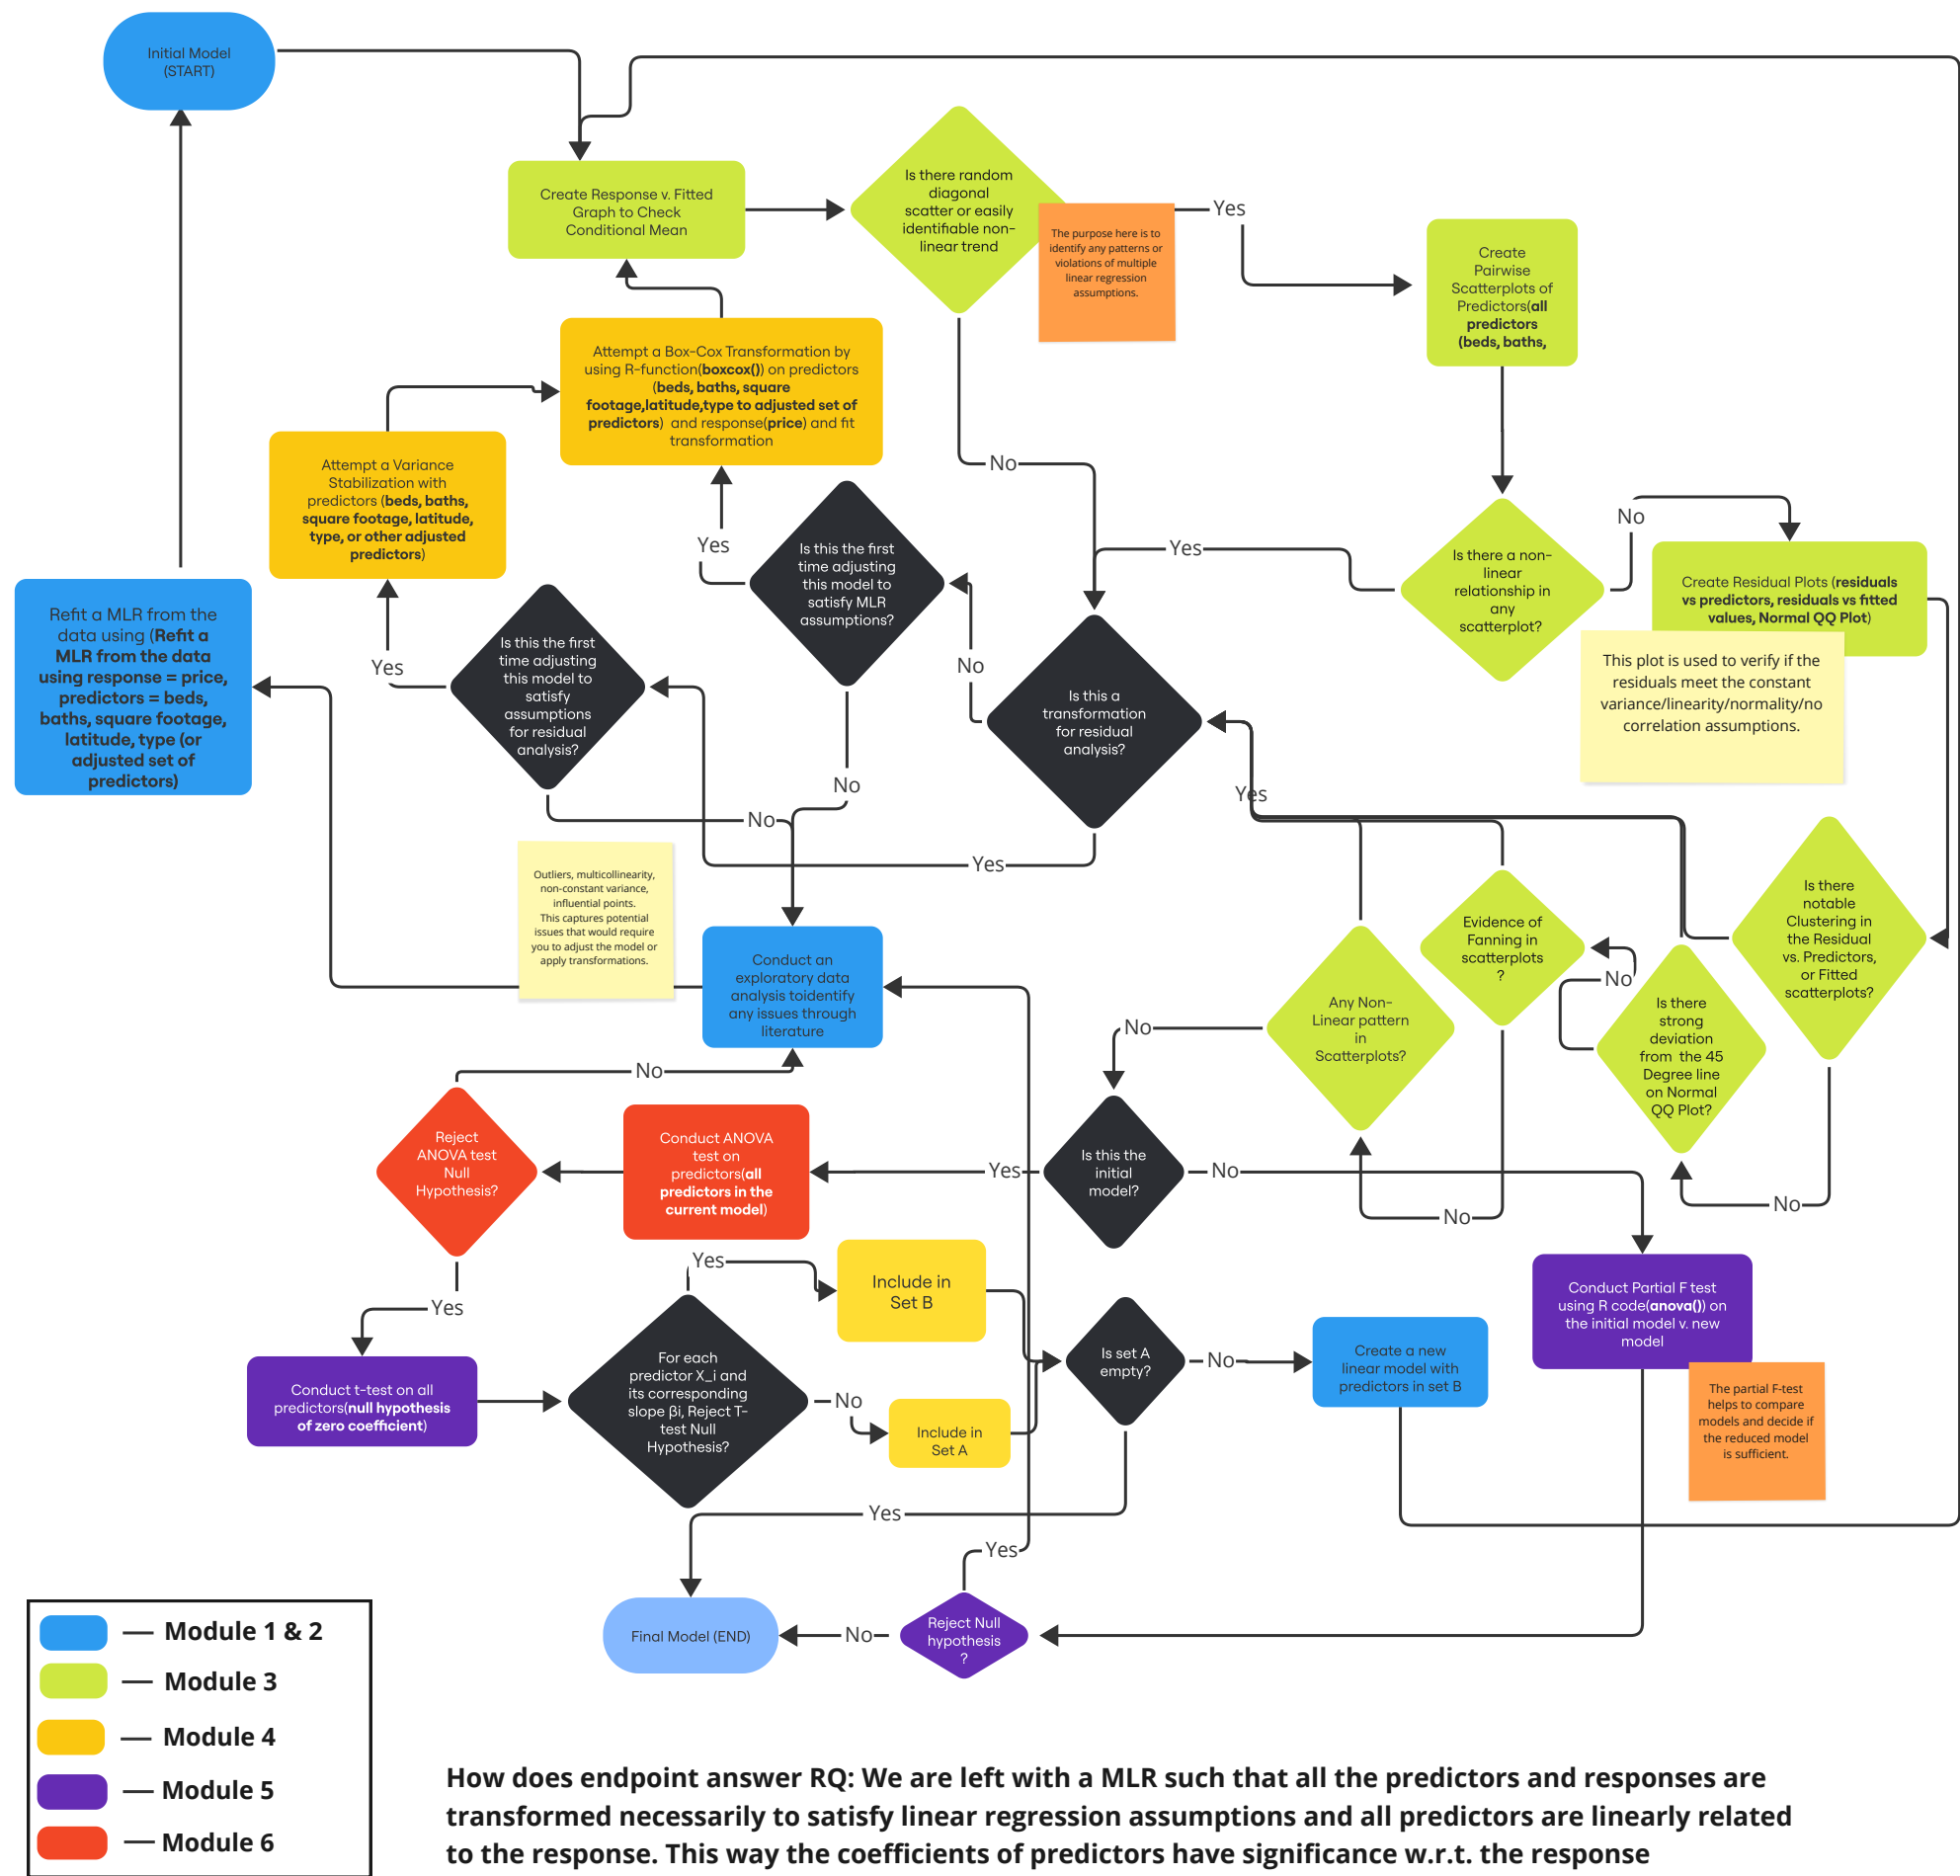 Initial Model
(START)
Create Response v. Fitted
Graph to Check
Conditional Mean
Is there random
diagonal
scatter or easily
identifiable non-
linear trend
The purpose here is to
identify any patterns or
violations of multiple
linear regression
assumptions.
Yes
Create
Pairwise
Scatterplots of
Predictors(all
predictors
(beds, baths,
Attempt a Box-Cox Transformation by
using R-function(boxcox()) on predictors
(beds, baths, square
footage,latitude,type to adjusted set of
predictors)  and response(price) and fit
transformation
No
Attempt a Variance
Stabilization with
predictors (beds, baths,
square footage, latitude,
type, or other adjusted
predictors)
Yes
Is this the first
time adjusting
this model to
satisfy MLR
assumptions?
Yes
Is there a non-
linear
relationship in
any
scatterplot?
No
Create Residual Plots (residuals
vs predictors, residuals vs fitted
values, Normal QQ Plot)
This plot is used to verify if the
residuals meet the constant
variance/linearity/normality/no
correlation assumptions.
Refit a MLR from the
data using (Refit a
MLR from the data
using response = price,
predictors = beds,
baths, square footage,
latitude, type (or
adjusted set of
predictors)
Yes
Is this the first
time adjusting
this model to
satisfy
assumptions
for residual
analysis?
No
Is this a
transformation
for residual
analysis?
No
No
Yes
Yes
Outliers, multicollinearity,
non-constant variance,
influential points.
This captures potential
issues that would require
you to adjust the model or
apply transformations.
Conduct an
exploratory data
analysis toidentify
any issues through
literature
Is there
notable
Clustering in
the Residual
vs. Predictors,
or Fitted
scatterplots?
Evidence of
Fanning in
scatterplots
?
No
Is there
strong
deviation
from  the 45
Degree line
on Normal
QQ Plot?
Any Non-
Linear pattern
in
Scatterplots?
No
No
No
No
Reject
ANOVA test
Null
Hypothesis?
Conduct ANOVA
test on
predictors(all
predictors in the
current model)
Yes
Is this the
initial
model?
No
Yes
Yes
Include in
Set B
Conduct Partial F test
using R code(anova()) on
the initial model v. new
model
The partial F-test
helps to compare
models and decide if
the reduced model
is sufficient.
Conduct t-test on all
predictors(null hypothesis
of zero coefficient)
For each
predictor X_i and
its corresponding
slope βi, Reject T-
test Null
Hypothesis?
No
Include in
Set A
Is set A
empty?
No
Create a new
linear model with
predictors in set B
Yes
Yes
Final Model (END)
No
Reject Null
hypothesis
?
Module 1 & 2
Module 3
Module 4
Module 5
Module 6
How does endpoint answer RQ: We are left with a MLR such that all the predictors and responses are
transformed necessarily to satisfy linear regression assumptions and all predictors are linearly related
to the response. This way the coefficients of predictors have significance w.r.t. the response